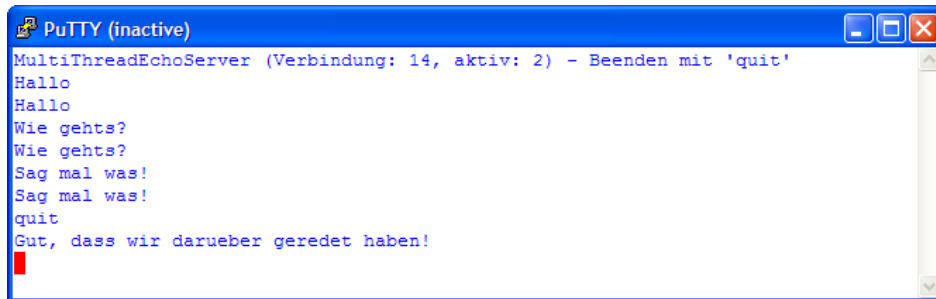 PuTTY (inactive)
MultiThreadEchoServer (Verbindung: 14, aktiv: 2) - Beenden mit 'quit'
Hallo
Hallo
Wie gehts?
Wie gehts?
Sag mal was!
Sag mal was!
quit
Gut, dass wir darueber geredet haben!